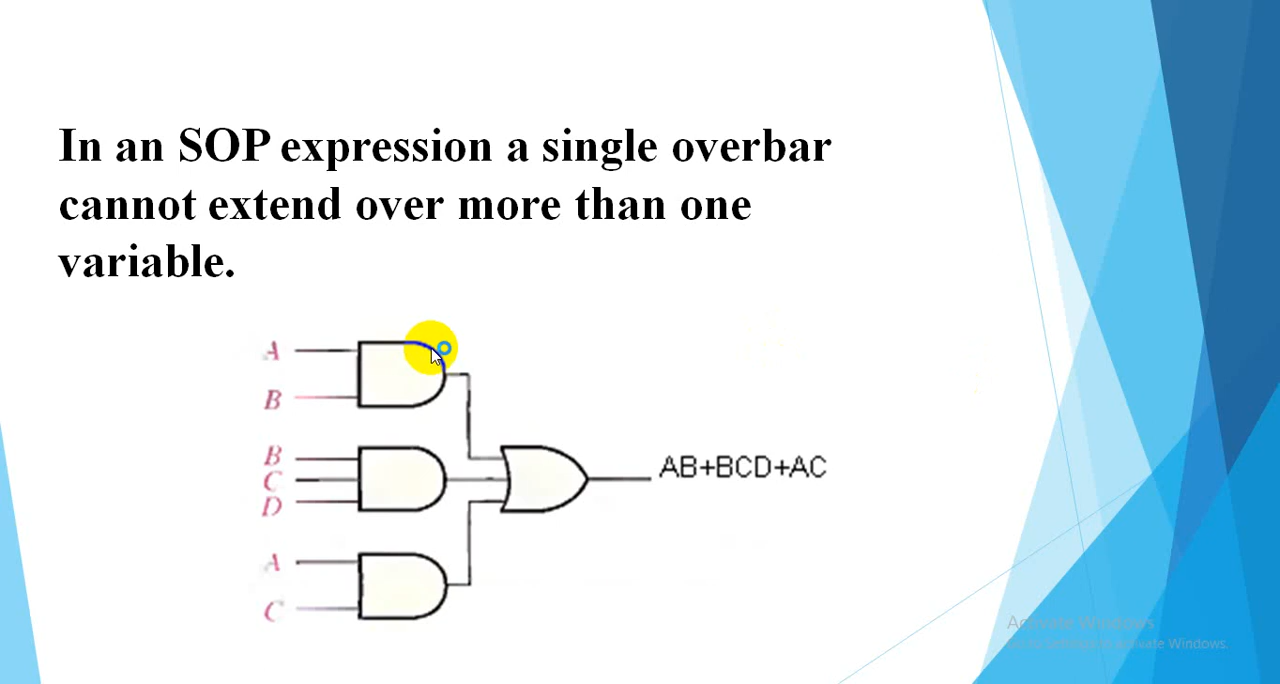 In an SOP expression a single overbar
cannot extend over more than one
variable.
A
B
B
C
D
AB+BCD+AC
A
C
Activate Windows
Go to Settings to activate Windows.